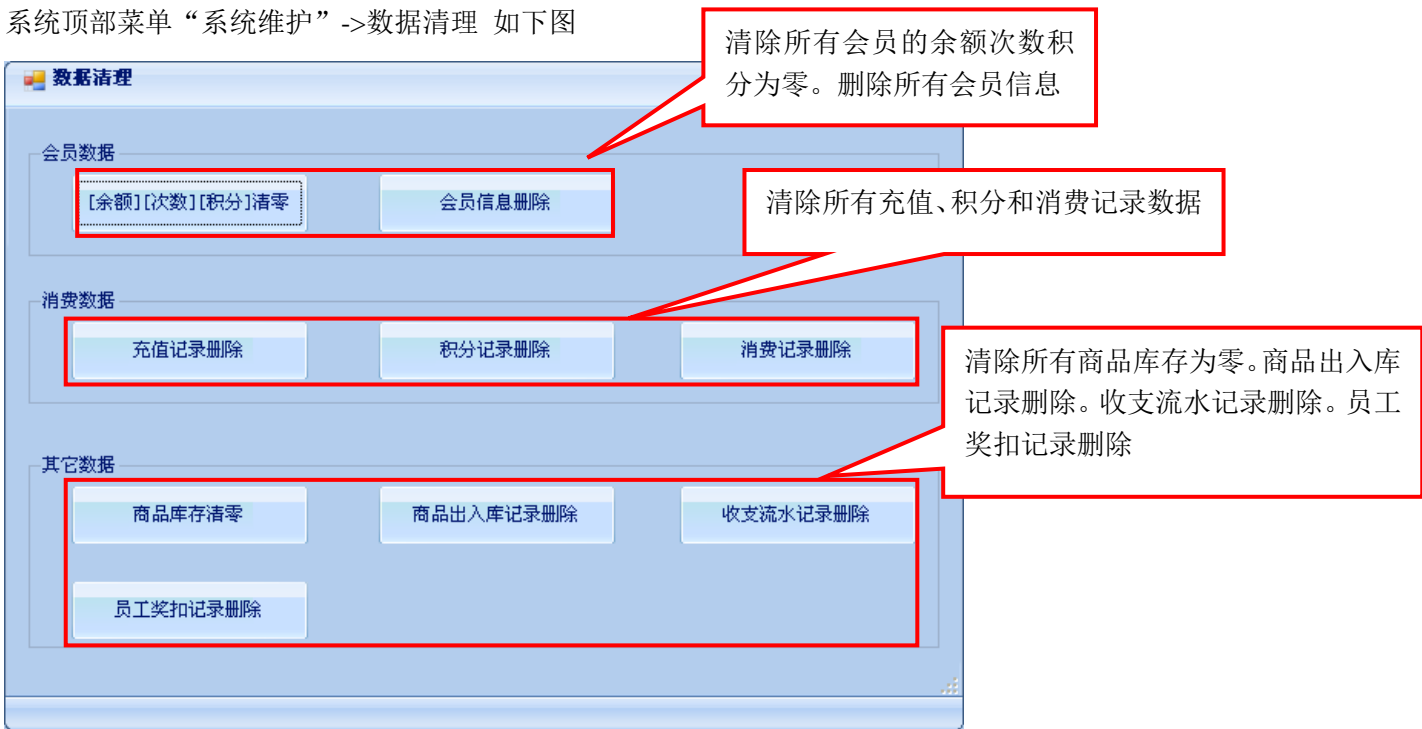 系统顶部菜单“系统维护”->数据清理 如下图
清除所有会员的余额次数积
分为零。删除所有会员信息
数据清理
会员数据
[余额][次数][积分]清零
会员信息删除
清除所有充值、积分和消费记录数据
消费数据
充值记录删除
积分记录删除
消费记录删除
清除所有商品库存为零。商品出入库
记录删除。收支流水记录删除。员工
奖扣记录删除
其它数据
商品库存清零
商品出入库记录删除
收支流水记录删除
员工奖扣记录删除